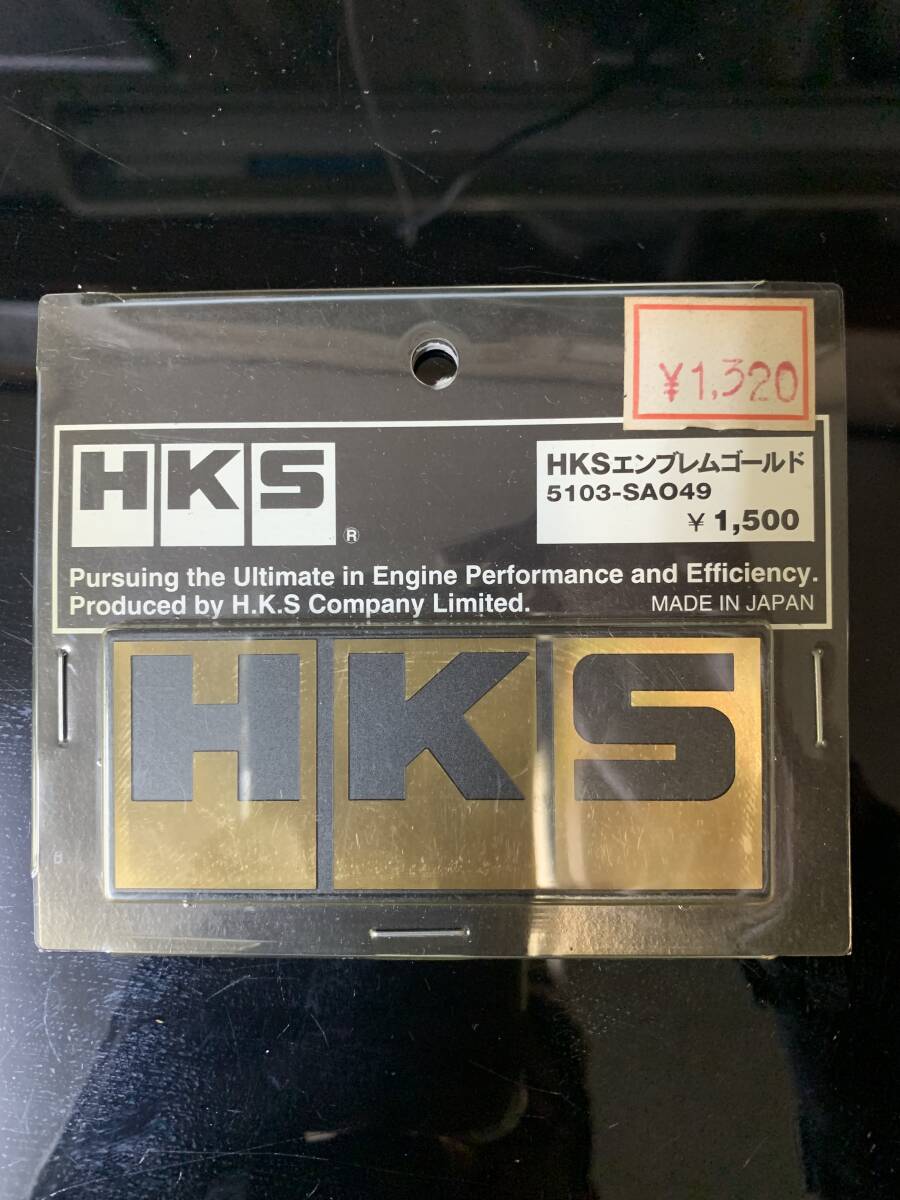 ¥1,320
HKS ®
HKSエンブレムゴールド
5103-SAO49
¥ 1,500
Pursuing the Ultimate in Engine Performance and Efficiency.
Produced by H.K.S Company Limited.
MADE IN JAPAN
HKS